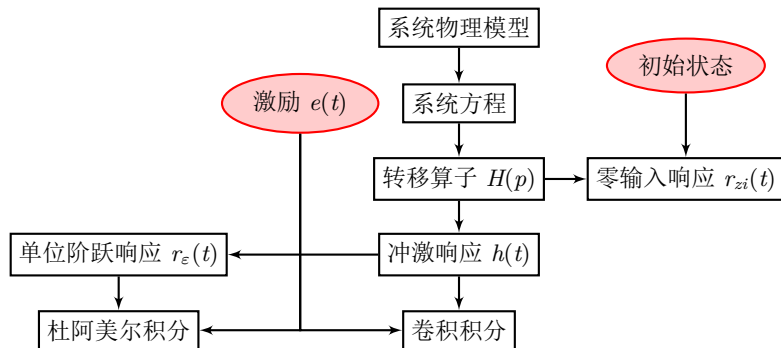 系统物理模型
初始状态
激励 e(t)
系统方程
转移算子 H(p)
零输入响应 r_{zi}(t)
单位阶跃响应 r_ε(t)
冲激响应 h(t)
杜阿美尔积分
卷积积分